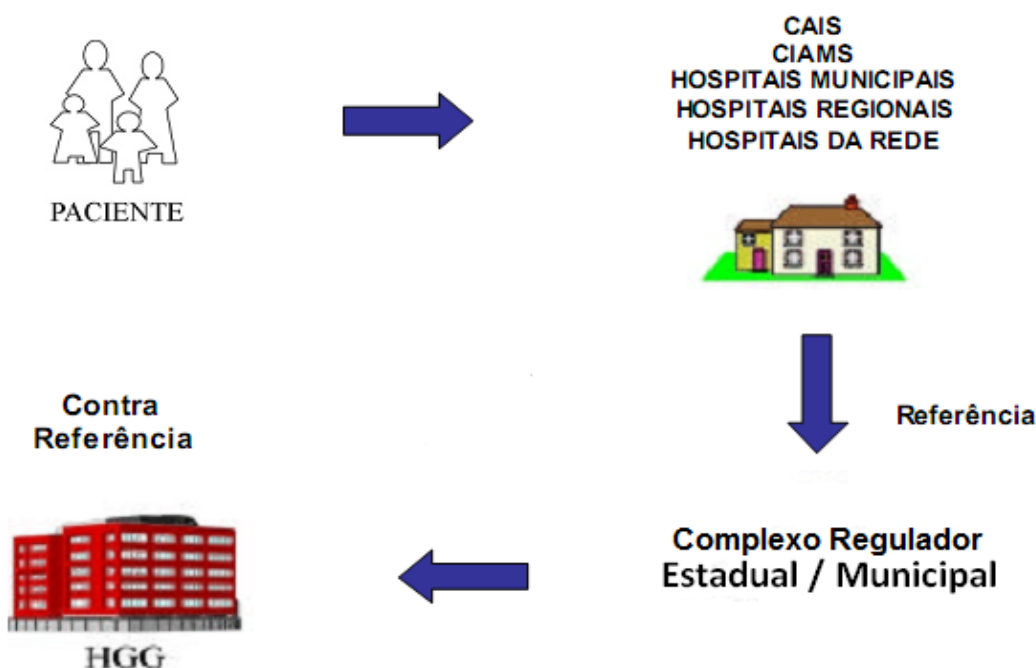 PACIENTE
CAIS
CIAMS
HOSPITAIS MUNICIPAIS
HOSPITAIS REGIONAIS
HOSPITAIS DA REDE
Referência
Complexo Regulador
Estadual / Municipal
Contra
Referência
HGG